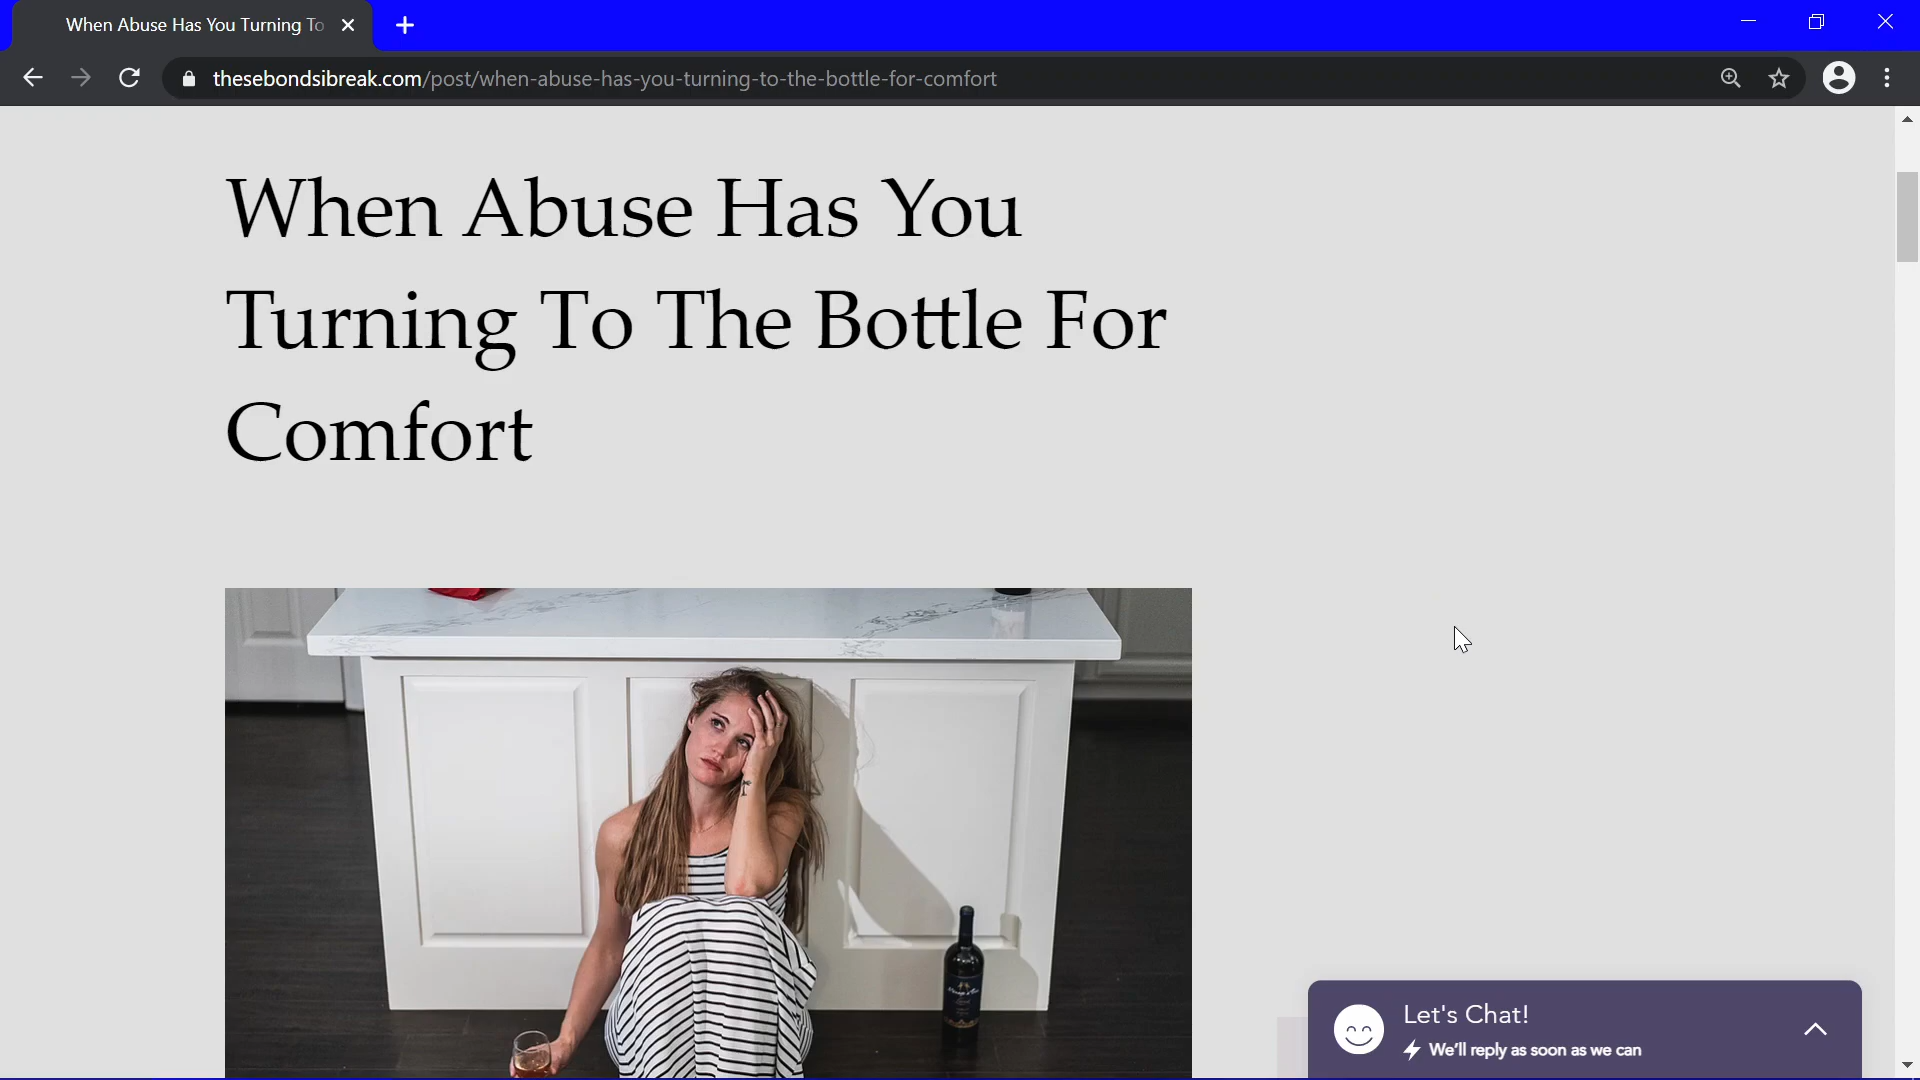 When Abuse Has You Turning To
thesebondsibreak.com/post/when-abuse-has-you-turning-to-the-bottle-for-comfort
When Abuse Has You
Turning To The Bottle For
Comfort
Let's Chat!
We'll reply as soon as we can